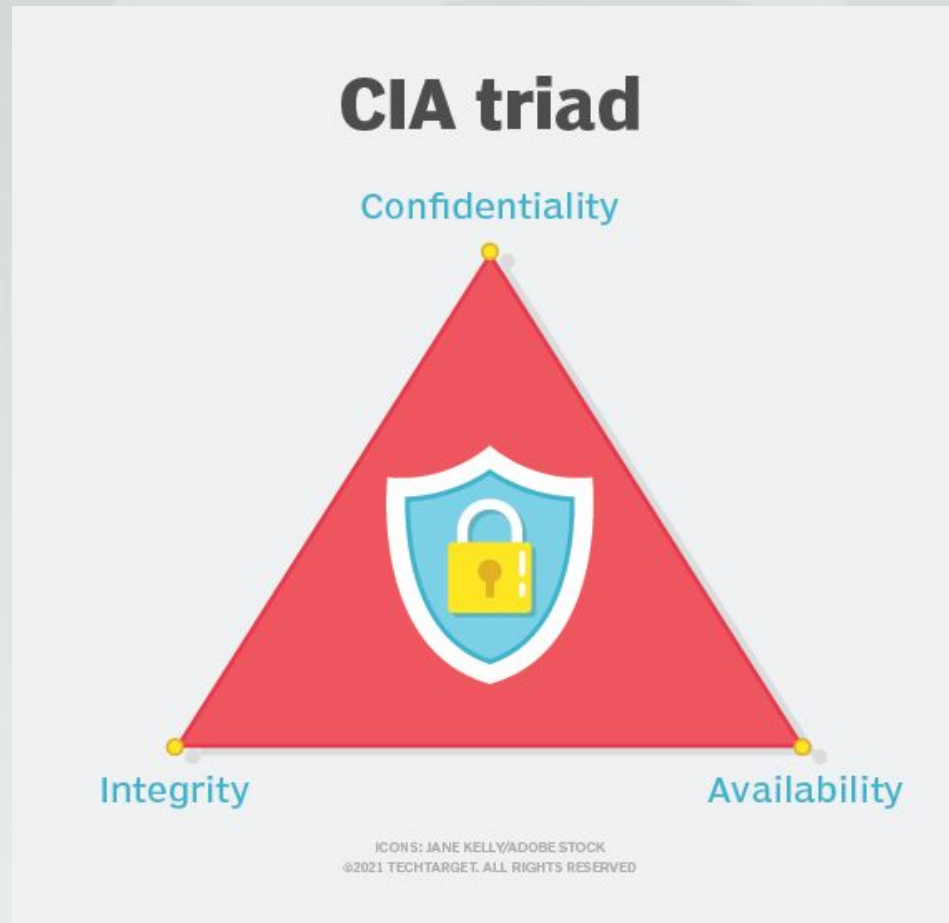 CIA triad
Confidentiality
Integrity
Availability
ICONS: JANE KELLY/ADOBE STOCK
©2021 TECHTARGET. ALL RIGHTS RESERVED